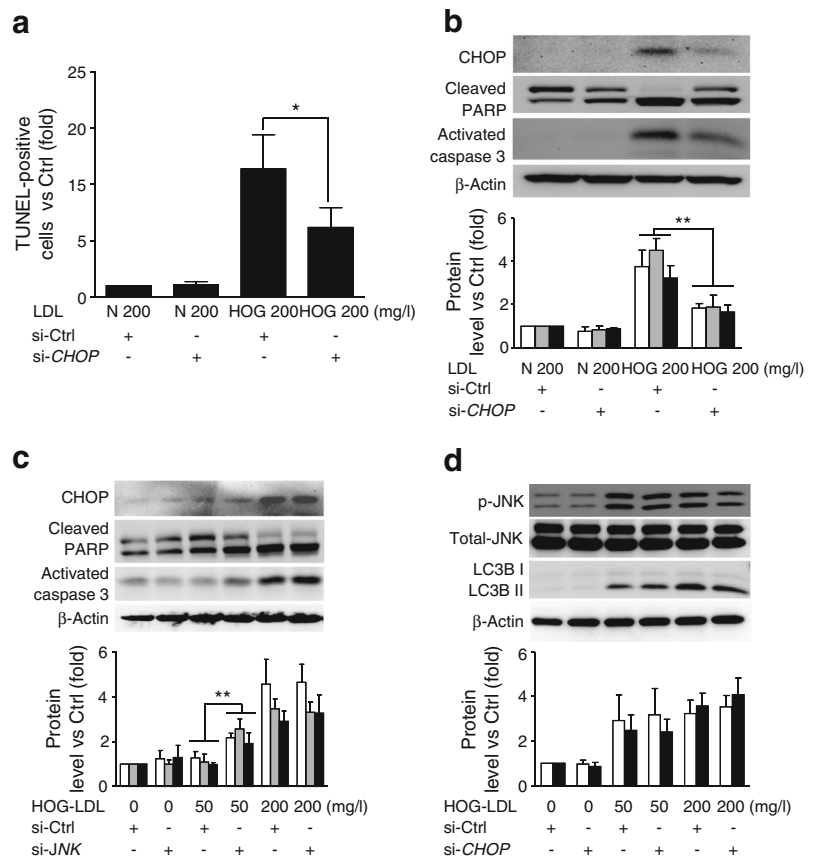 a
TUNEL-positive
cells vs Ctrl (fold)
25
20
15
5
0
*
LDL N 200 N 200 HOG 200 HOG 200 (mg/l)
si-Ctrl + - + -
si-CHOP - + - +
b
CHOP
Cleaved
PARP
Activated
caspase 3
β-Actin
Protein
level vs Ctrl (fold)
6
4
2
0
**
LDL N 200 N 200 HOG 200 HOG 200 (mg/l)
si-Ctrl + - + -
si-CHOP - + - +
c
CHOP
Cleaved
PARP
Activated
caspase 3
β-Actin
Protein
level vs Ctrl (fold)
6
4
2
0
**
HOG-LDL 0 0 50 50 200 200 (mg/l)
si-Ctrl + - + - + -
si-JNK - + - + - +
d
p-JNK
Total-JNK
LC3B I
LC3B II
β-Actin
Protein
level vs Ctrl (fold)
6
4
2
0
HOG-LDL 0 0 50 50 200 200 (mg/l)
si-Ctrl + - + - + -
si-CHOP - + - + - +